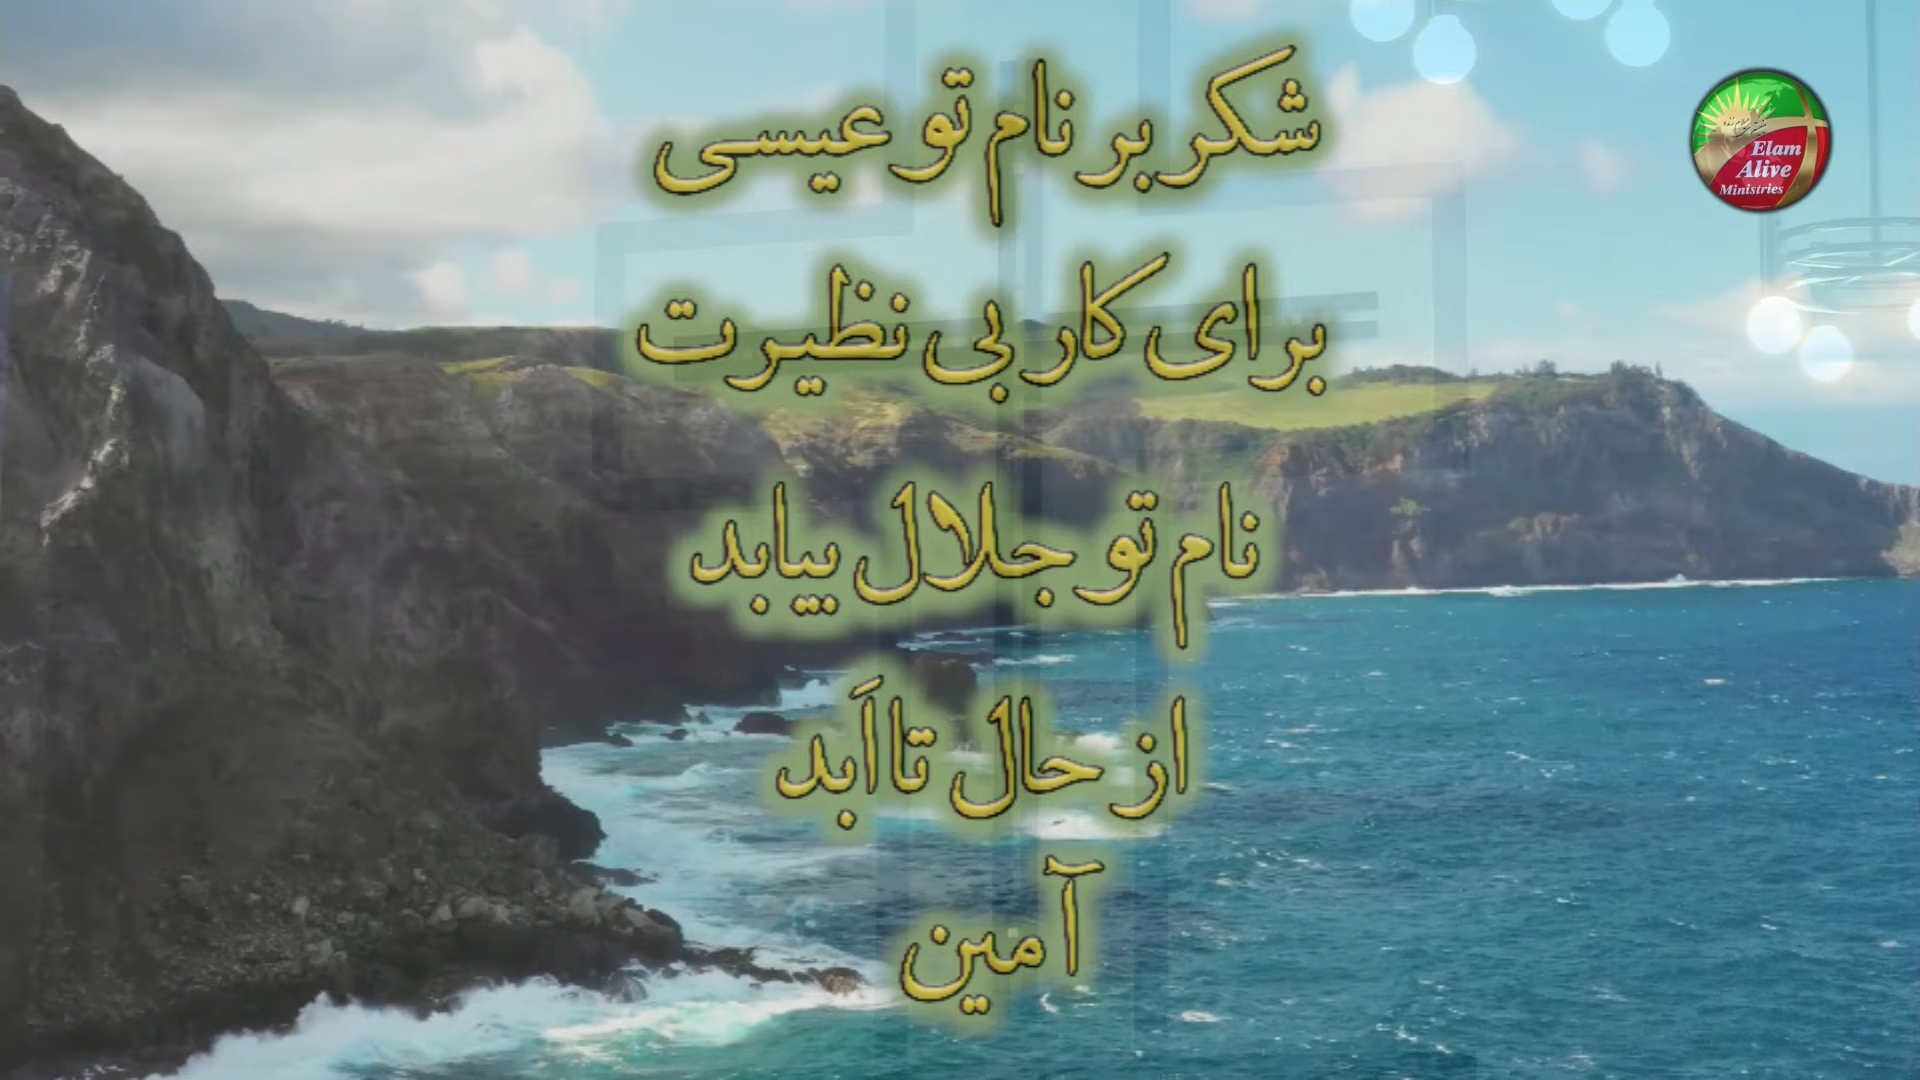 شکر بر نام تو عیسی
برای کار بی نظیرت
نام تو جلال بیابد
از حال تا اَبد
آمین
Elam
Alive
Ministries